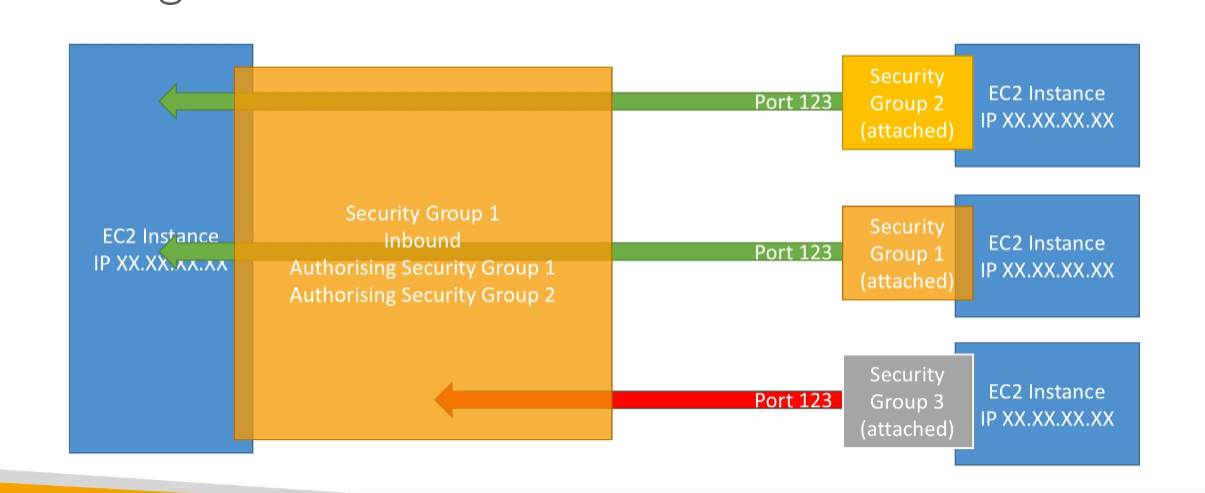 EC2 Instance
IP XX.XX.XX.XX
Security Group 1
Inbound
Authorising Security Group 1
Authorising Security Group 2
Port 123
Security
Group 2
(attached)
EC2 Instance
IP XX.XX.XX.XX
Port 123
Security
Group 1
(attached)
EC2 Instance
IP XX.XX.XX.XX
Port 123
Security
Group 3
(attached)
EC2 Instance
IP XX.XX.XX.XX